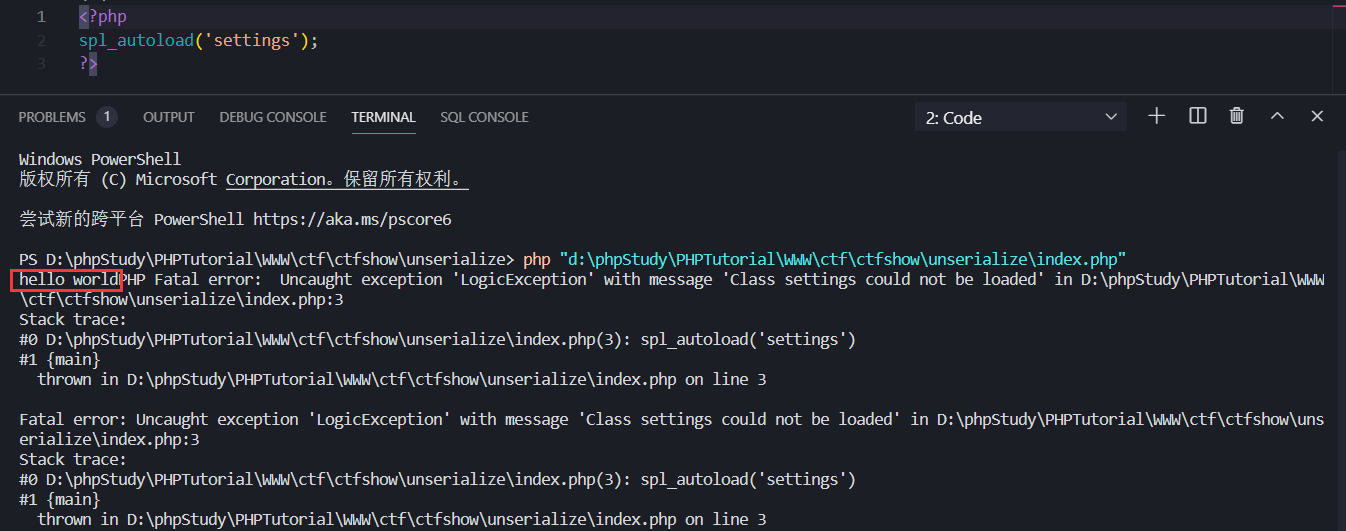 1 <?php
2 spl_autoload('settings');
3 ?>
PROBLEMS 1 OUTPUT DEBUG CONSOLE TERMINAL SQL CONSOLE 2: Code
Windows PowerShell
版权所有 (C) Microsoft Corporation。保留所有权利。
尝试新的跨平台 PowerShell https://aka.ms/pscore6
PS D:\phpStudy\PHPTutorial\WWW\ctf\ctfshow\unserialize> php "d:\phpStudy\PHPTutorial\WWW\ctf\ctfshow\unserialize\index.php"
hello worldPHP Fatal error:  Uncaught exception 'LogicException' with message 'Class settings could not be loaded' in D:\phpStudy\PHPTutorial\WWW
\ctf\ctfshow\unserialize\index.php:3
Stack trace:
#0 D:\phpStudy\PHPTutorial\WWW\ctf\ctfshow\unserialize\index.php(3): spl_autoload('settings')
#1 {main}
  thrown in D:\phpStudy\PHPTutorial\WWW\ctf\ctfshow\unserialize\index.php on line 3
Fatal error: Uncaught exception 'LogicException' with message 'Class settings could not be loaded' in D:\phpStudy\PHPTutorial\WWW\ctf\ctfshow\uns
erialize\index.php:3
Stack trace:
#0 D:\phpStudy\PHPTutorial\WWW\ctf\ctfshow\unserialize\index.php(3): spl_autoload('settings')
#1 {main}
  thrown in D:\phpStudy\PHPTutorial\WWW\ctf\ctfshow\unserialize\index.php on line 3